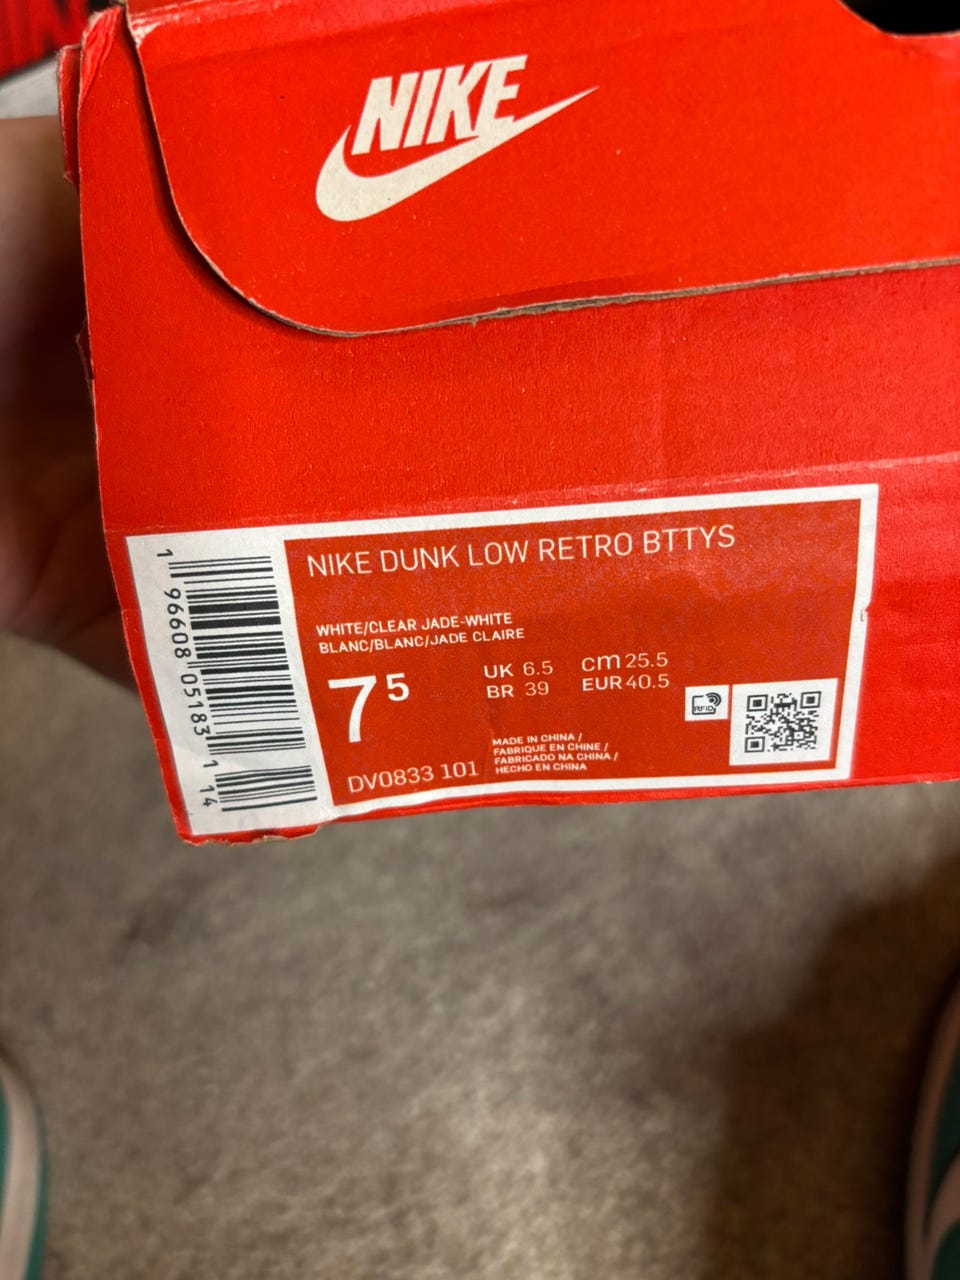 NIKE
NIKE DUNK LOW RETRO BTTYS
WHITE/CLEAR JADE-WHITE
BLANC/BLANC/JADE CLAIRE
7 5
UK 6.5 CM 25.5
BR 39 EUR 40.5
RFID
MADE IN CHINA /
FABRIQUE EN CHINE /
FABRICADO NA CHINA /
HECHO EN CHINA
DV0833 101
1 96608 05183 1 14